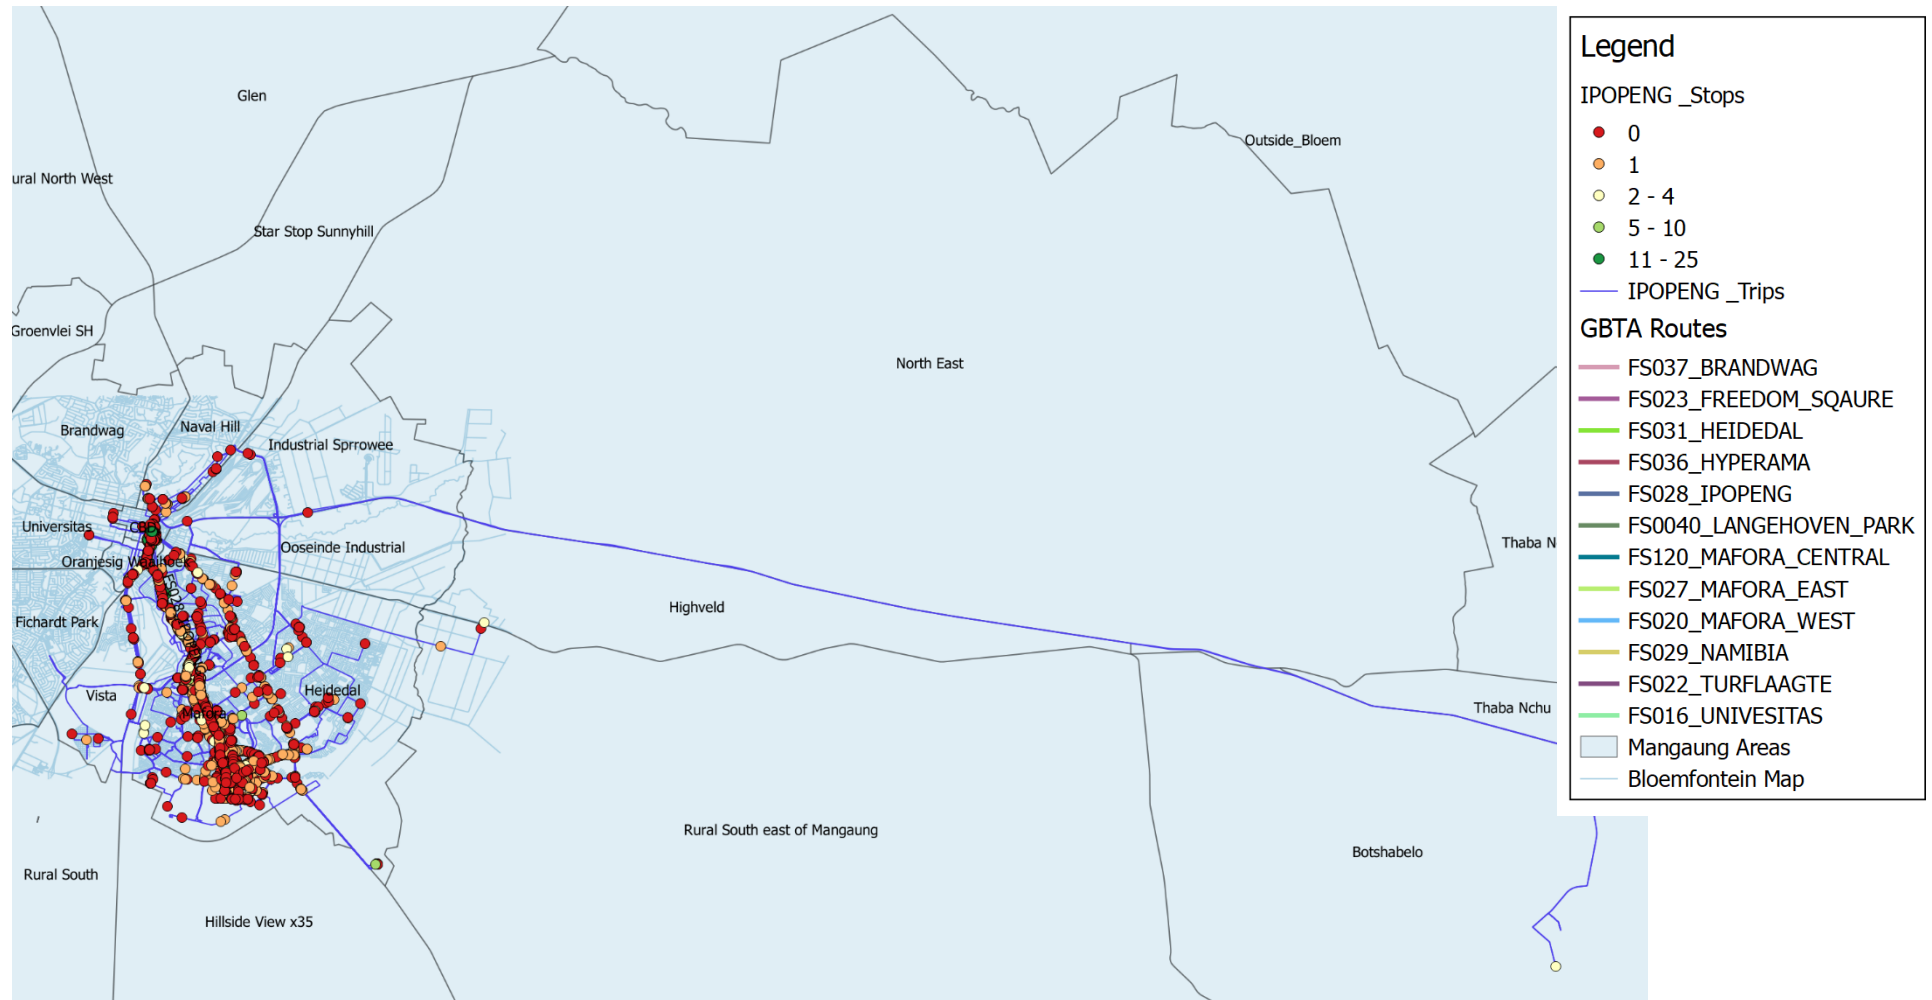 Glen
Outside_Bloem
ural North West
Star Stop Sunnyhill
Groenvlei SH
North East
Brandwag
Naval Hill
Industrial Sprrowee
Universitas
CBD
Ooseinde Industrial
Oranjesig Waaihoek
Thaba N
Highveld
Fichardt Park
Vista
Heidedal
Mafora
Thaba Nchu
Rural South east of Mangaung
Botshabelo
Rural South
Hillside View x35
Legend
IPOPENG _Stops
0
1
2 - 4
5 - 10
11 - 25
IPOPENG _Trips
GBTA Routes
FS037_BRANDWAG
FS023_FREEDOM_SQAURE
FS031_HEIDEDAL
FS036_HYPERAMA
FS028_IPOPENG
FS0040_LANGEHOVEN_PARK
FS120_MAFORA_CENTRAL
FS027_MAFORA_EAST
FS020_MAFORA_WEST
FS029_NAMIBIA
FS022_TURFLAAGTE
FS016_UNIVESITAS
Mangaung Areas
Bloemfontein Map